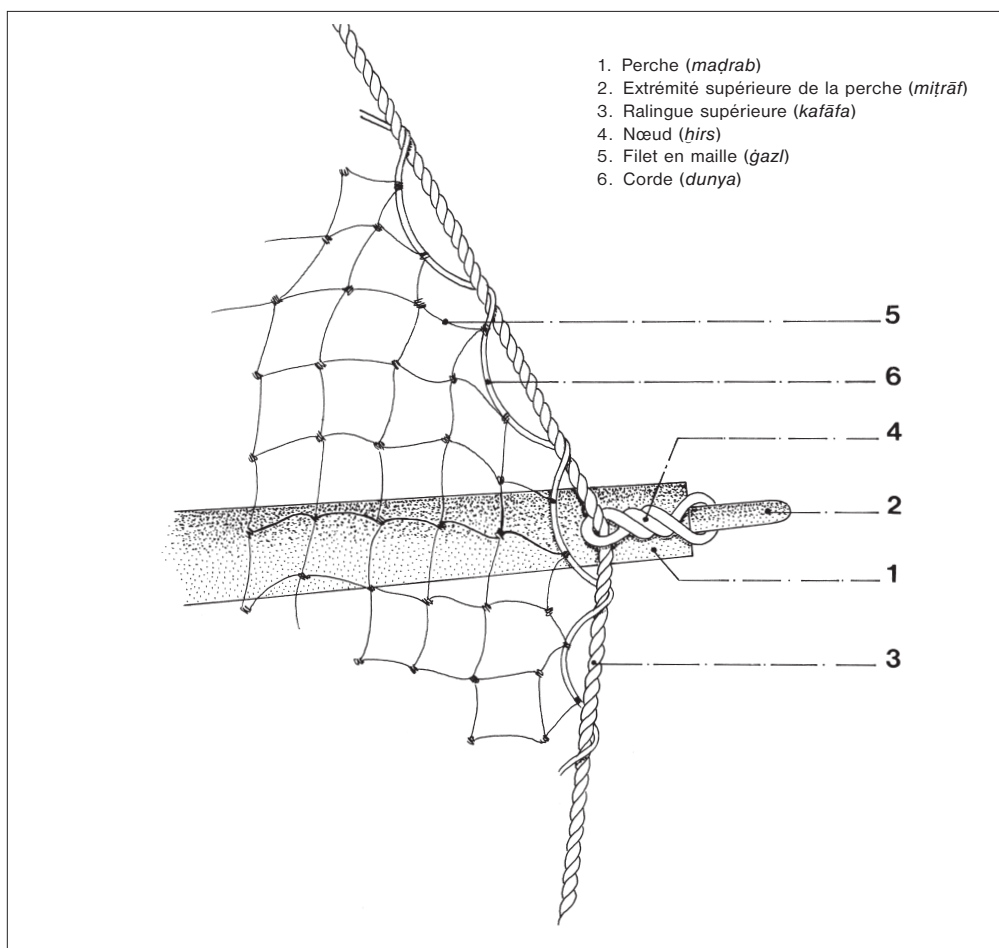 1. Perche (maḍrab)
2. Extrémité supérieure de la perche (miṭrāf)
3. Ralingue supérieure (kafāfa)
4. Nœud (ḫirs)
5. Filet en maille (ġazl)
6. Corde (dunya)
5
6
4
2
1
3